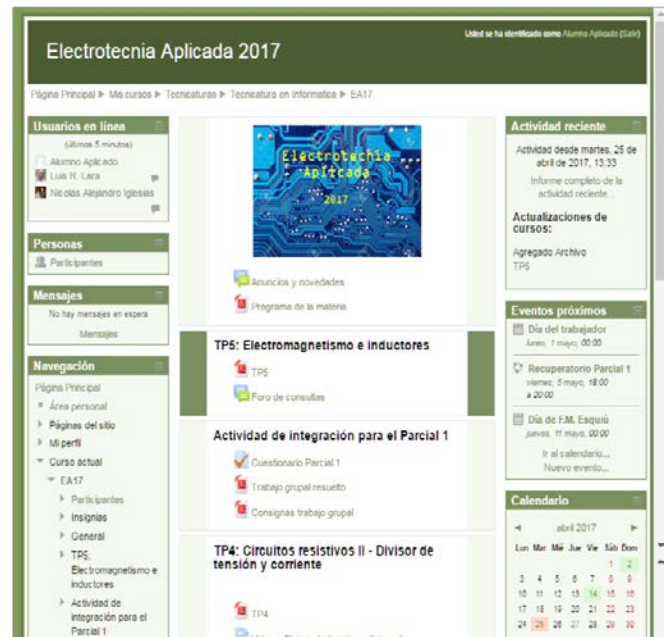 Electrotecnia Aplicada 2017
Usted se ha identificado como Alumno Aplicado (Salir)
Página Principal ▶ Mis cursos ▶ Tecnicaturas ▶ Tecnicatura en Informatica ▶ EA17
Usuarios en línea
(últimos 5 minutos)
Alumno Aplicado
Luis R. Lara
Nicolas Alejandro Iglesias
Personas
Participantes
Mensajes
No hay mensajes en espera
Mensajes
Navegación
Página Principal
Área personal
Páginas del sitio
Mi perfil
Curso actual
EA17
Participantes
Insignias
General
TP5:
Electromagnetismo e
inductores
Actividad de
integración para el
Parcial 1
Electrotecnia
Aplicada
2017
Anuncios y novedades
Programa de la materia
TP5: Electromagnetismo e inductores
TP5
Foro de consultas
Actividad de integración para el Parcial 1
Cuestionario Parcial 1
Trabajo grupal resuelto
Consignas trabajo grupal
TP4: Circuitos resistivos II - Divisor de
tensión y corriente
TP4
Actividad reciente
Actividad desde martes, 25 de
abril de 2017, 13:33
Informe completo de la
actividad reciente...
Actualizaciones de
cursos:
Agregado Archivo
TP5
Eventos próximos
Día del trabajador
lunes, 1 mayo, 00:00
Recuperatorio Parcial 1
viernes, 5 mayo, 18:00
a 20:00
Día de F.M. Esquiú
jueves, 11 mayo, 00:00
Ir al calendario...
Nuevo evento...
Calendario
◀ abril 2017 ▶
Lun Mar Mié Jue Vie Sáb Dom
1 2
3 4 5 6 7 8 9
10 11 12 13 14 15 16
17 18 19 20 21 22 23
24 25 26 27 28 29 30